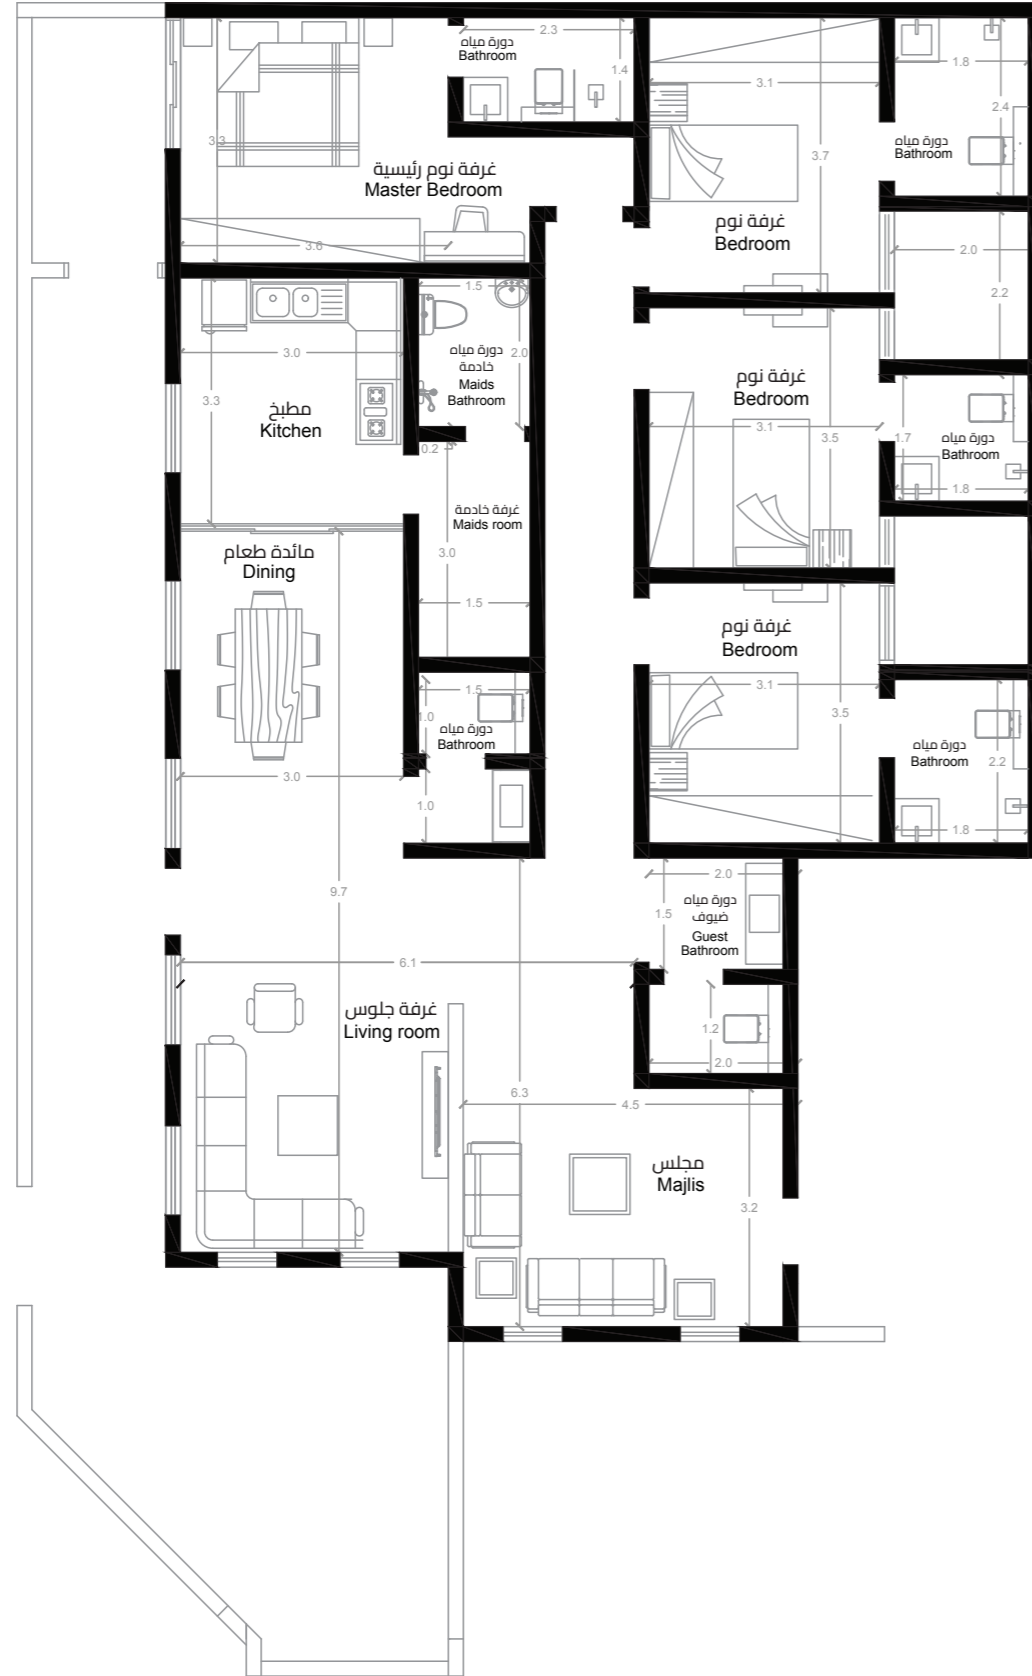 دورة مياه
Bathroom
2.3
1.4
3.3
غرفة نوم رئيسية
Master Bedroom
3.6
3.1
3.7
غرفة نوم
Bedroom
1.8
2.4
دورة مياه
Bathroom
2.0
2.2
1.5
دورة مياه
خادمة
Maids
Bathroom
2.0
0.2
3.0
3.3
مطبخ
Kitchen
غرفة خادمة
Maids room
3.0
1.5
غرفة نوم
Bedroom
3.1
3.5
1.7
دورة مياه
Bathroom
1.8
مائدة طعام
Dining
3.0
1.5
1.0
دورة مياه
Bathroom
1.0
غرفة نوم
Bedroom
3.1
3.5
دورة مياه
Bathroom
2.2
1.8
9.7
6.1
2.0
1.5
دورة مياه
ضيوف
Guest
Bathroom
1.2
2.0
غرفة جلوس
Living room
6.3
4.5
مجلس
Majlis
3.2